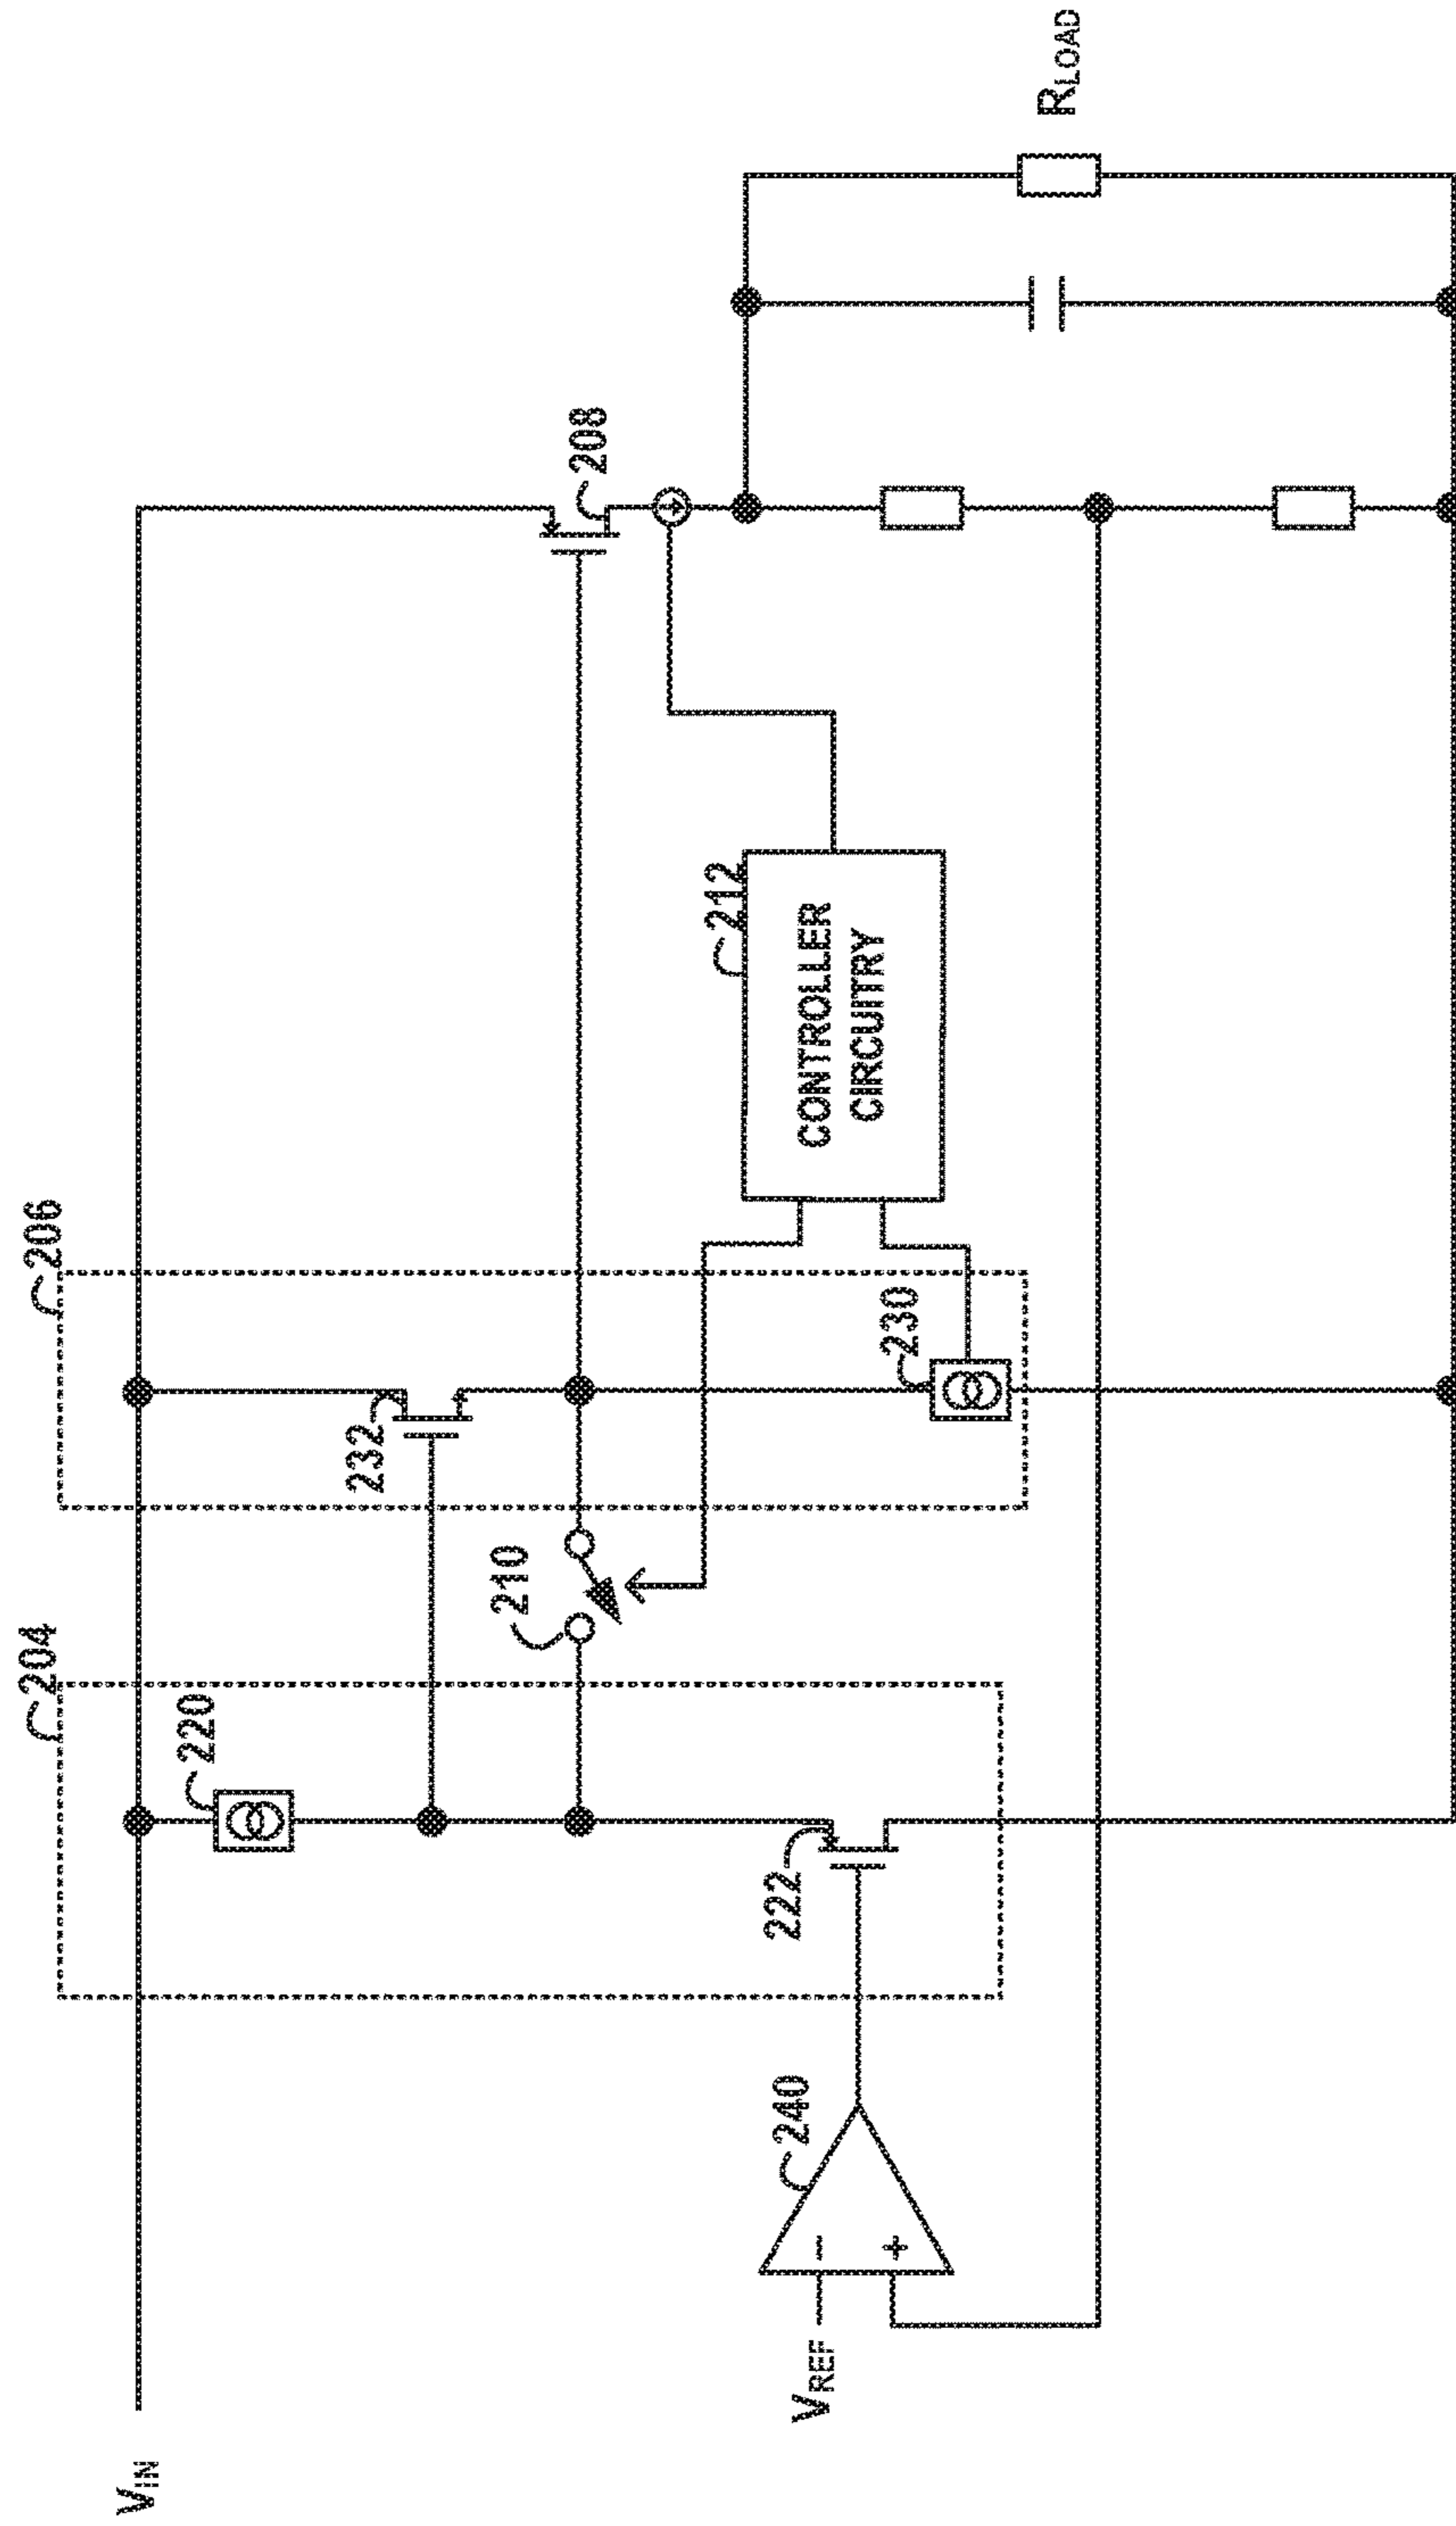 204
206
220
232
210
208
212
CONTROLLER
CIRCUITRY
230
222
240
−
+
VREF
VIN
RLOAD